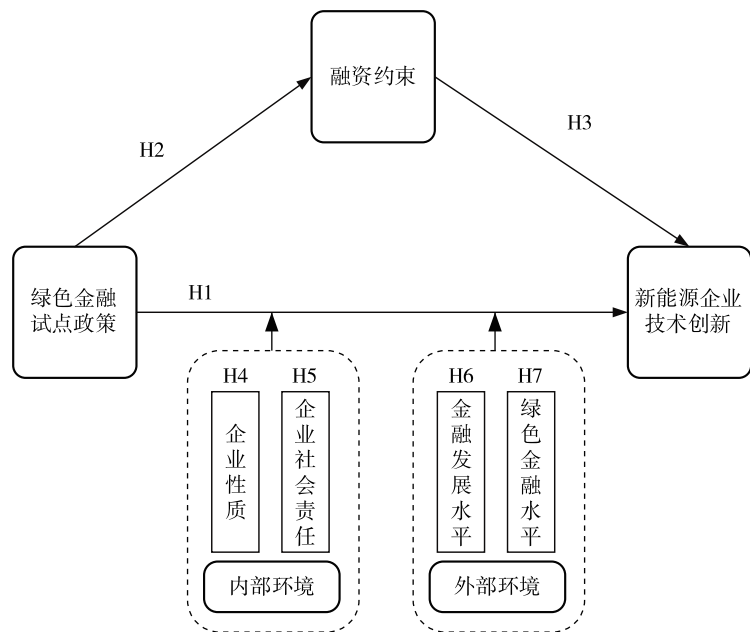 融资约束
H2
H3
绿色金融
试点政策
H1
新能源企业
技术创新
H4
H5
H6
H7
企业性质
企业社会责任
金融发展水平
绿色金融水平
内部环境
外部环境